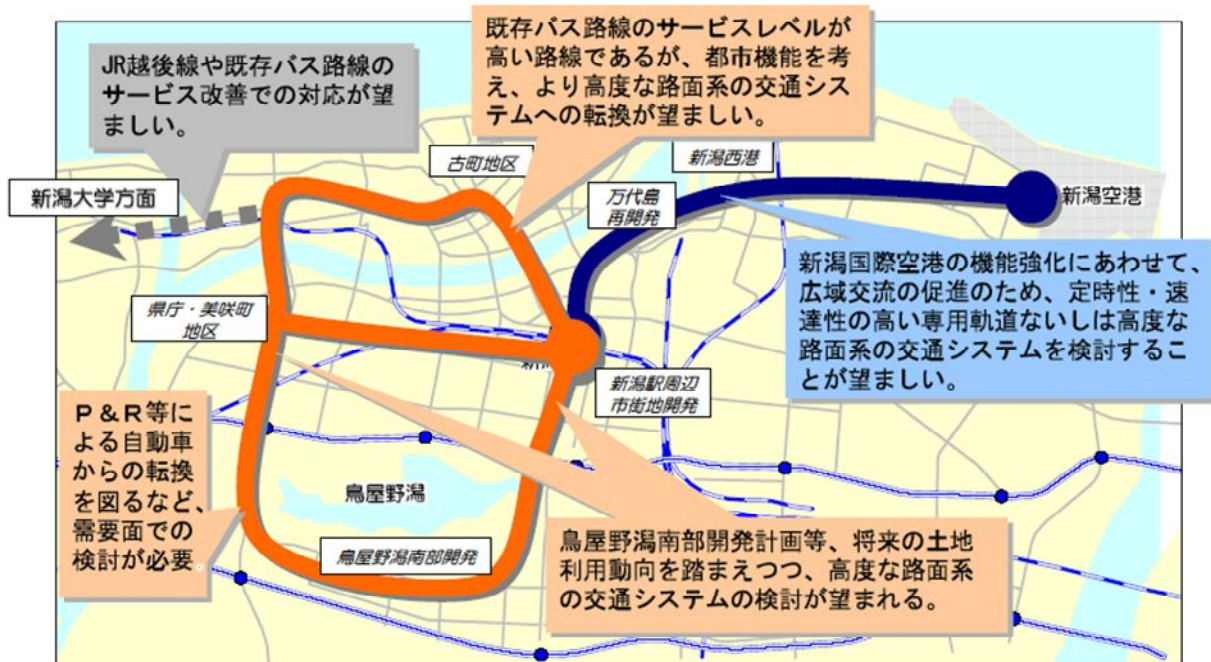 JR越後線や既存バス路線の
サービス改善での対応が望
ましい。
既存バス路線のサービスレベルが
高い路線であるが、都市機能を考
え、より高度な路面系の交通シス
テムへの転換が望ましい。
古町地区
新潟西港
新潟大学方面
万代島
再開発
新潟空港
新潟国際空港の機能強化にあわせて、
広域交流の促進のため、定時性・速
達性の高い専用軌道ないしは高度な
路面系の交通システムを検討するこ
とが望ましい。
県庁・美咲町
地区
新潟駅周辺
市街地開発
P＆R等に
よる自動車
からの転換
を図るなど、
需要面での
検討が必要。
鳥屋野潟
鳥屋野潟南部開発
鳥屋野潟南部開発計画等、将来の土地
利用動向を踏まえつつ、高度な路面系
の交通システムの検討が望まれる。